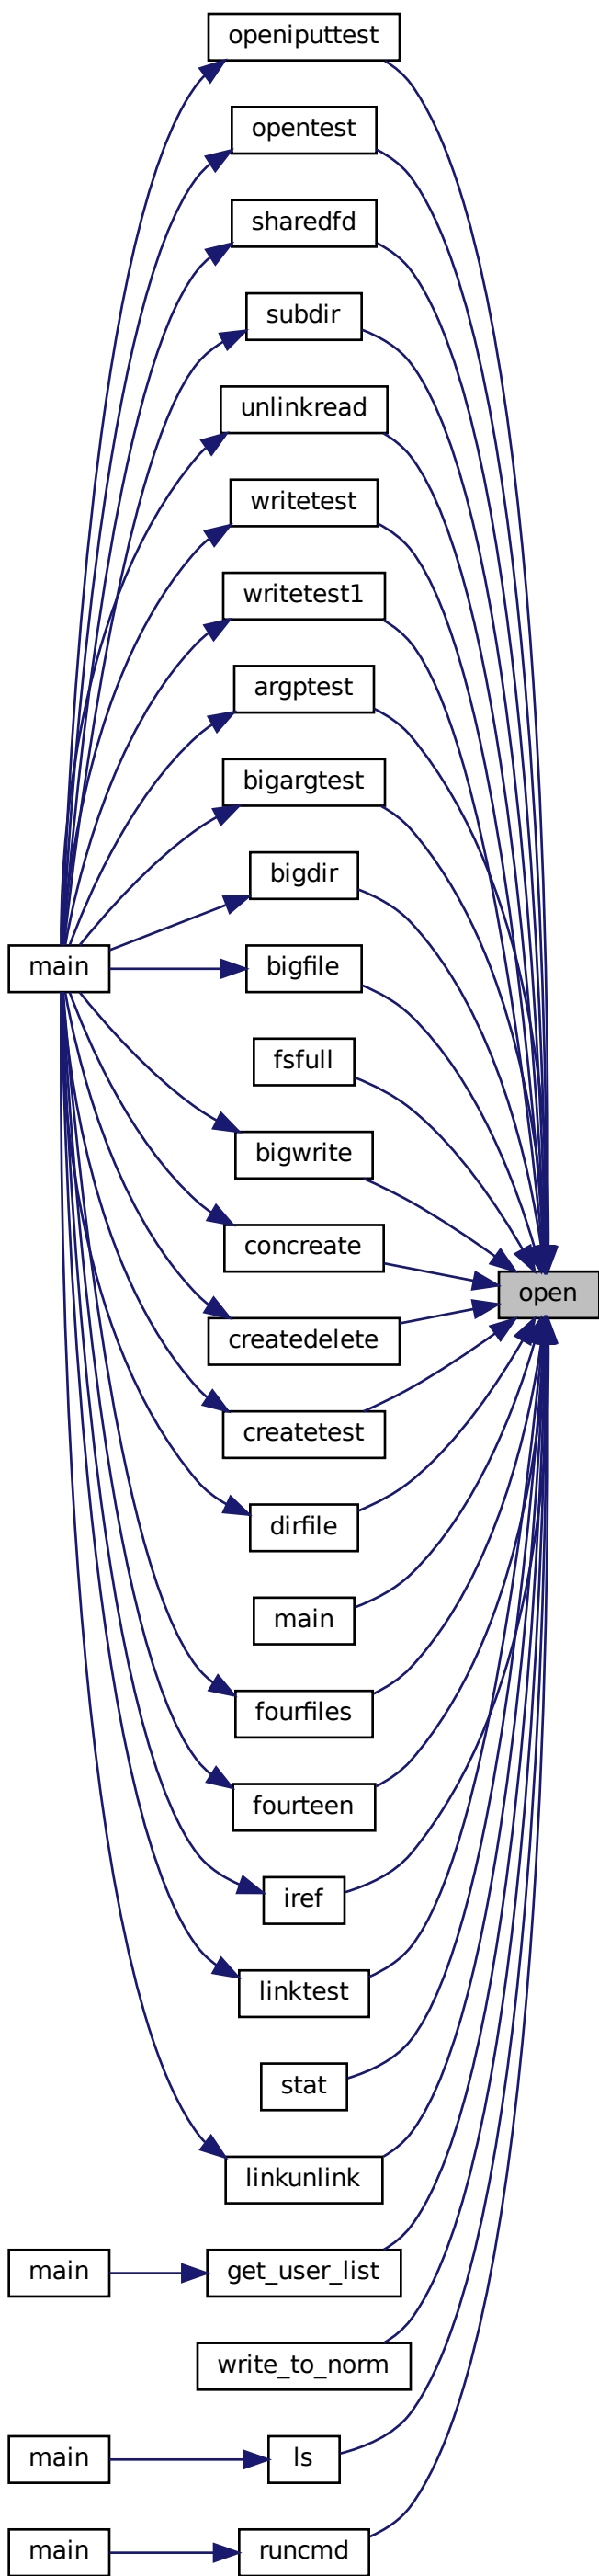 openiputtest
opentest
sharedfd
subdir
unlinkread
writetest
writetest1
argptest
bigargtest
bigdir
main
bigfile
fsfull
bigwrite
concreate
open
createdelete
createtest
dirfile
main
fourfiles
fourteen
iref
linktest
stat
linkunlink
main
get_user_list
write_to_norm
main
ls
main
runcmd